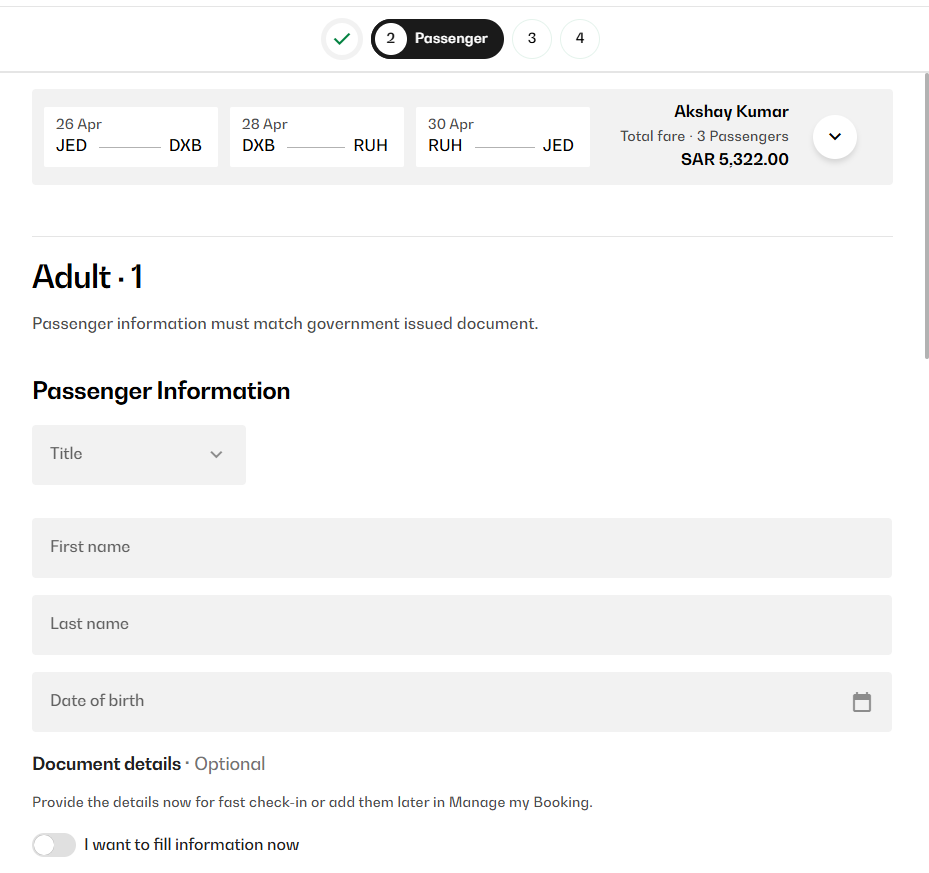 2 Passenger 3 4
26 Apr
JED DXB
28 Apr
DXB RUH
30 Apr
RUH JED
Akshay Kumar
Total fare · 3 Passengers
SAR 5,322.00
Adult · 1
Passenger information must match government issued document.
Passenger Information
Title
First name
Last name
Date of birth
Document details · Optional
Provide the details now for fast check-in or add them later in Manage my Booking.
I want to fill information now